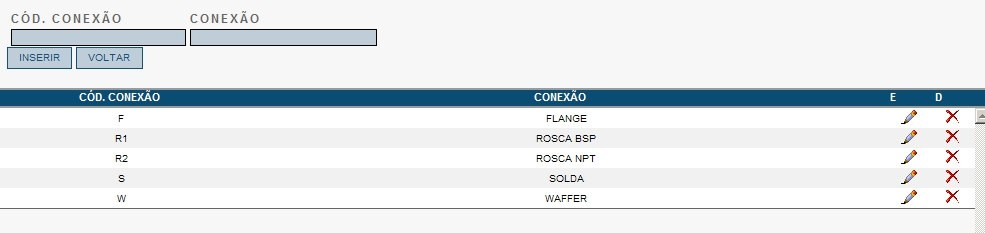 CÓD. CONEXÃO CONEXÃO
INSERIR VOLTAR
CÓD. CONEXÃO CONEXÃO E D
F FLANGE
R1 ROSCA BSP
R2 ROSCA NPT
S SOLDA
W WAFFER